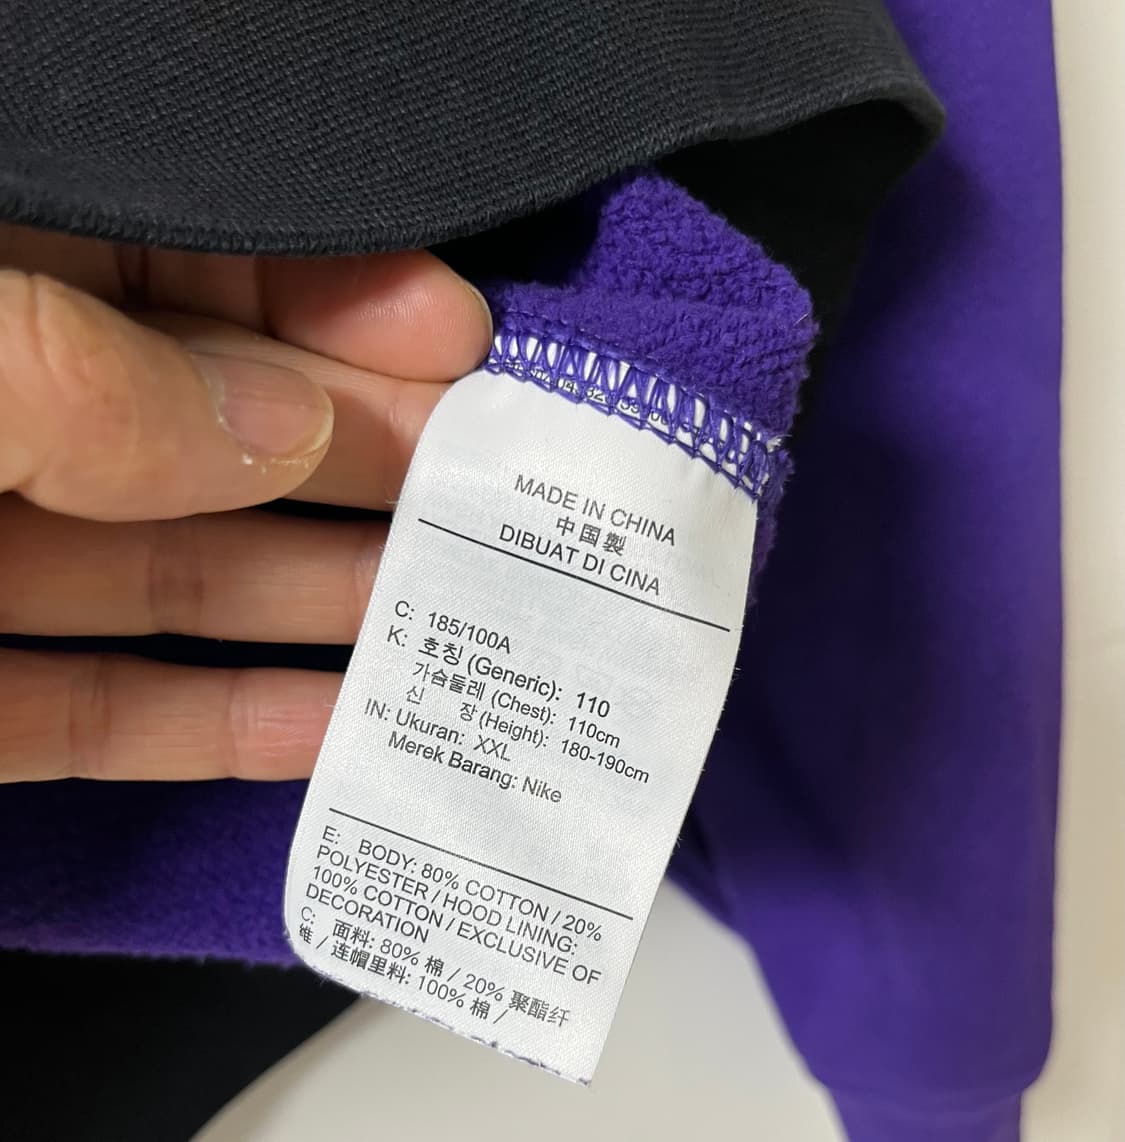 MADE IN CHINA
中国製
DIBUAT DI CINA
C: 185/100A
K: 호칭 (Generic): 110
가슴둘레 (Chest): 110cm
신 장 (Height): 180-190cm
IN: Ukuran: XXL
Merek Barang: Nike
E: BODY: 80% COTTON / 20%
POLYESTER / HOOD LINING:
100% COTTON / EXCLUSIVE OF
DECORATION
C: 面料: 80% 棉 / 20% 聚酯纤
维 / 连帽里料: 100% 棉 /